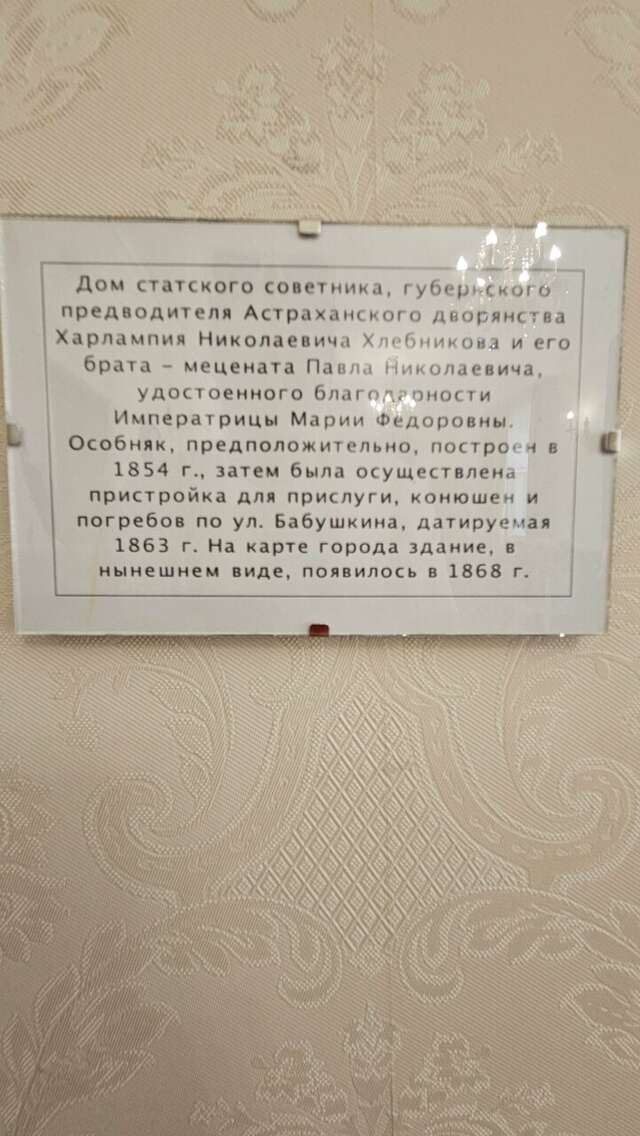 Дом статского советника, губернского
предводителя Астраханского дворянства
Харлампия Николаевича Хлебникова и его
брата – мецената Павла Николаевича,
удостоенного благодарности
Императрицы Марии Федоровны.
Особняк, предположительно, построен в
1854 г., затем была осуществлена
пристройка для прислуги, конюшен и
погребов по ул. Бабушкина, датируемая
1863 г. На карте города здание, в
нынешнем виде, появилось в 1868 г.